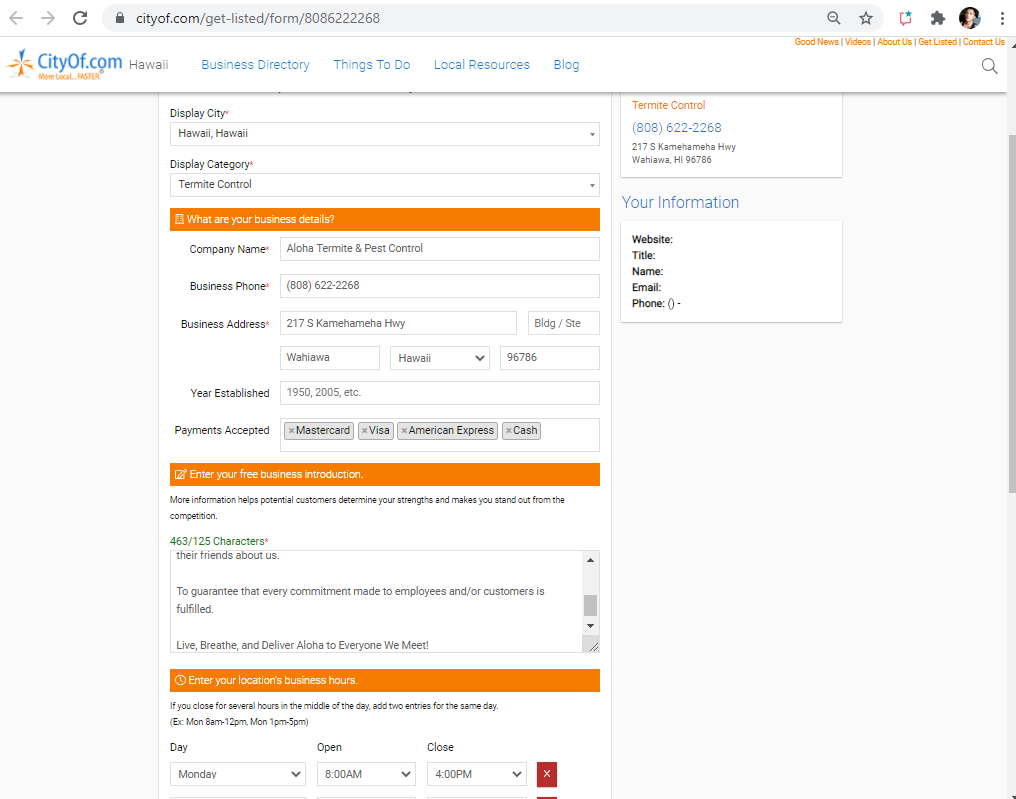 cityof.com/get-listed/form/8086222268
Good News | Videos | About Us | Get Listed | Contact Us
CityOf.com Hawaii Business Directory Things To Do Local Resources Blog
More Local... FASTER.®
Display City*
Hawaii, Hawaii
Display Category*
Termite Control
What are your business details?
Company Name* Aloha Termite & Pest Control
Business Phone* (808) 622-2268
Business Address* 217 S Kamehameha Hwy Bldg / Ste
Wahiawa Hawaii 96786
Year Established 1950, 2005, etc.
Payments Accepted ×Mastercard ×Visa ×American Express ×Cash
Enter your free business introduction.
More information helps potential customers determine your strengths and makes you stand out from the
competition.
463/125 Characters*
their friends about us.
To guarantee that every commitment made to employees and/or customers is
fulfilled.
Live, Breathe, and Deliver Aloha to Everyone We Meet!
Enter your location's business hours.
If you close for several hours in the middle of the day, add two entries for the same day.
(Ex: Mon 8am-12pm, Mon 1pm-5pm)
Day Open Close
Monday 8:00AM 4:00PM X
Termite Control
(808) 622-2268
217 S Kamehameha Hwy
Wahiawa, HI 96786
Your Information
Website:
Title:
Name:
Email:
Phone: () -